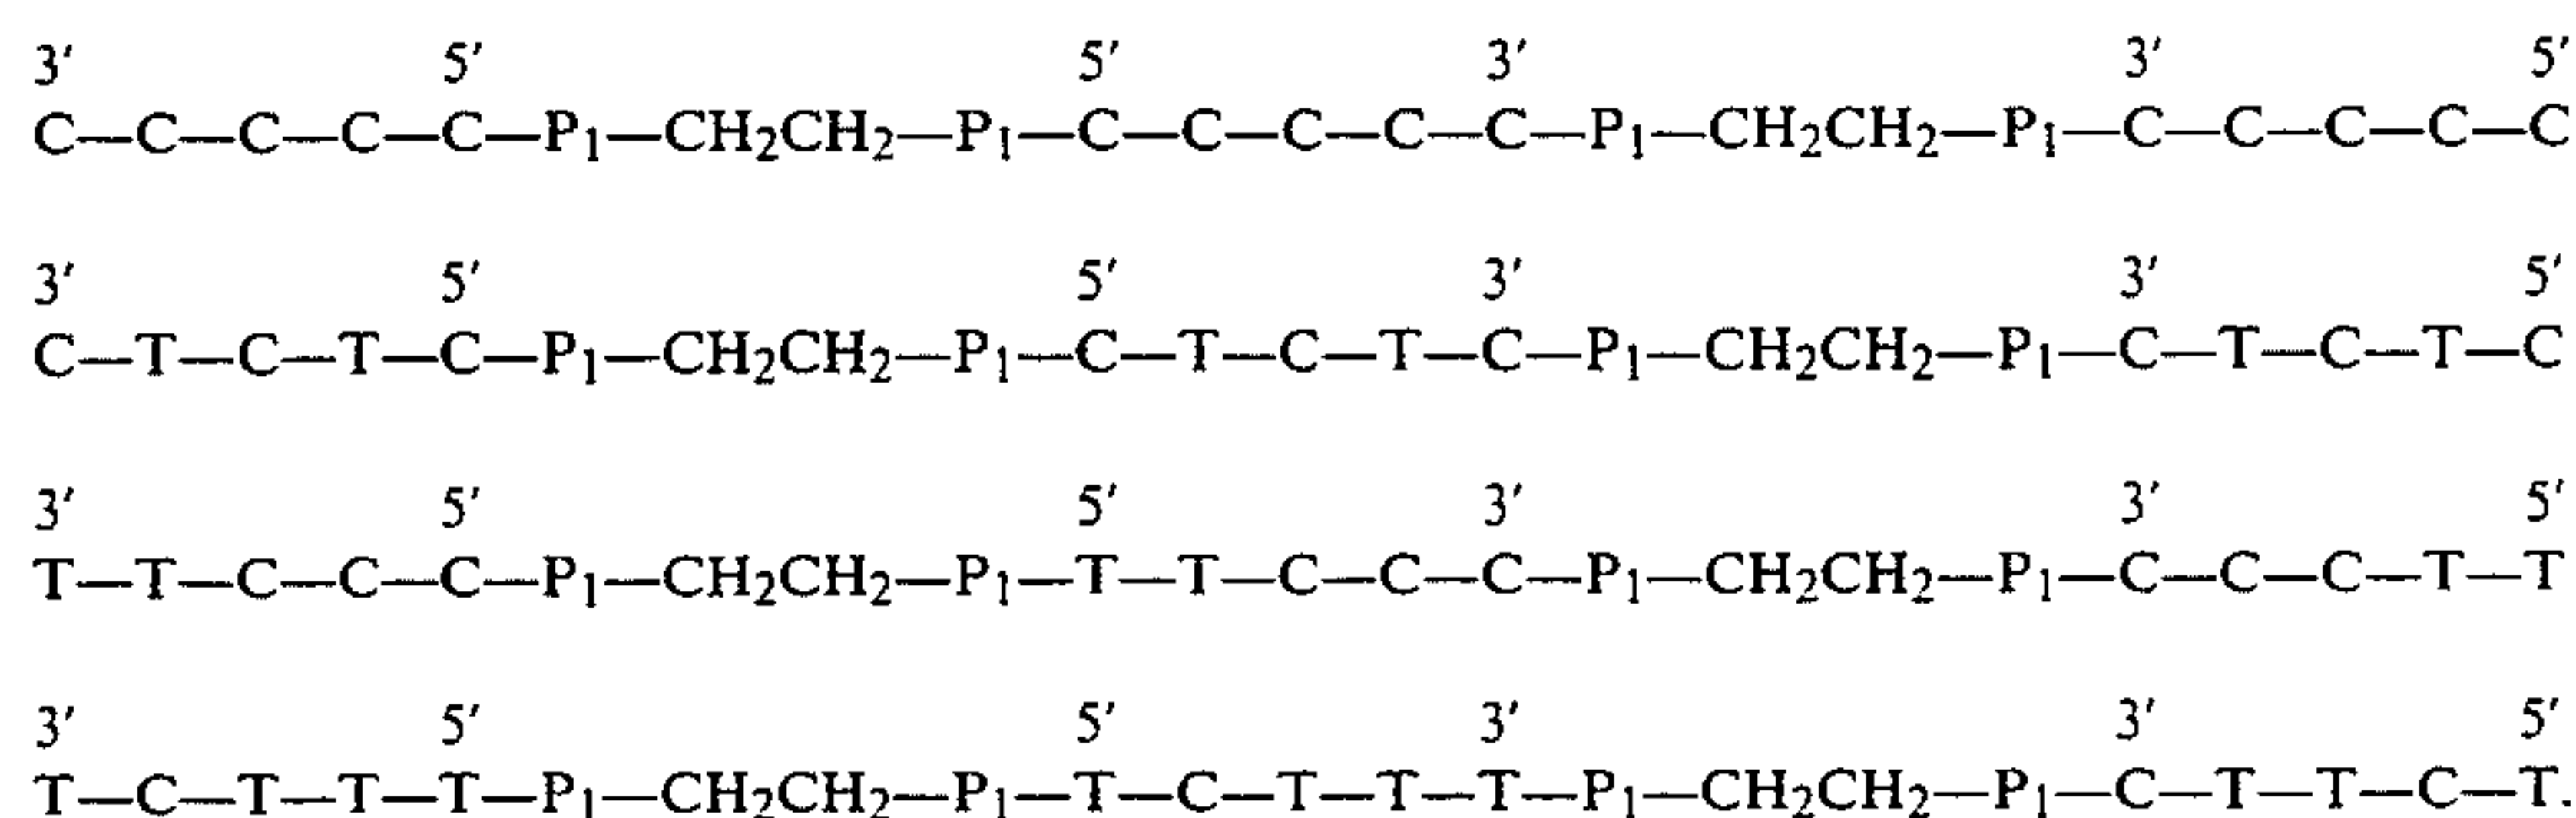 3′ 5′ 5′ 3′ 3′ 5′
C—C—C—C—C—P₁—CH₂CH₂—P₁—C—C—C—C—C—P₁—CH₂CH₂—P₁—C—C—C—C—C
3′ 5′ 5′ 3′ 3′ 5′
C—T—C—T—C—P₁—CH₂CH₂—P₁—C—T—C—T—C—P₁—CH₂CH₂—P₁—C—T—C—T—C
3′ 5′ 5′ 3′ 3′ 5′
T—T—C—C—C—P₁—CH₂CH₂—P₁—T—T—C—C—C—P₁—CH₂CH₂—P₁—C—C—C—T—T
3′ 5′ 5′ 3′ 3′ 5′
T—C—T—T—T—P₁—CH₂CH₂—P₁—T—C—T—T—T—P₁—CH₂CH₂—P₁—C—T—T—C—T.